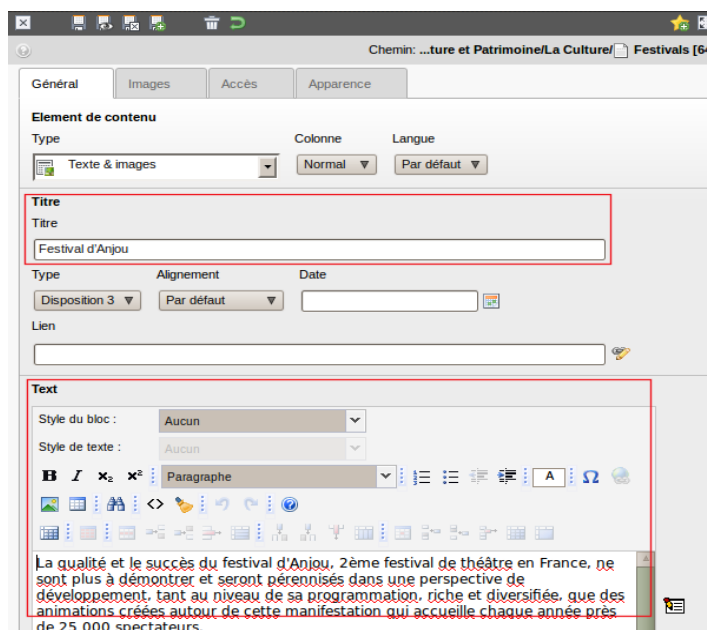 Chemin: ...ture et Patrimoine/La Culture/ Festivals [64
Général Images Accès Apparence
Element de contenu
Type Colonne Langue
Texte & images Normal Par défaut
Titre
Titre
Festival d'Anjou
Type Alignement Date
Disposition 3 Par défaut
Lien
Text
Style du bloc : Aucun
Style de texte : Aucun
B I x₂ x² Paragraphe A Ω
La qualité et le succès du festival d'Anjou, 2ème festival de théâtre en France, ne
sont plus à démontrer et seront pérennisés dans une perspective de
développement, tant au niveau de sa programmation, riche et diversifiée, que des
animations créées autour de cette manifestation qui accueille chaque année près
de 25 000 spectateurs.